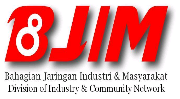 BJIM
Bahagian Jaringan Industri & Masyarakat
Division of Industry & Community Network